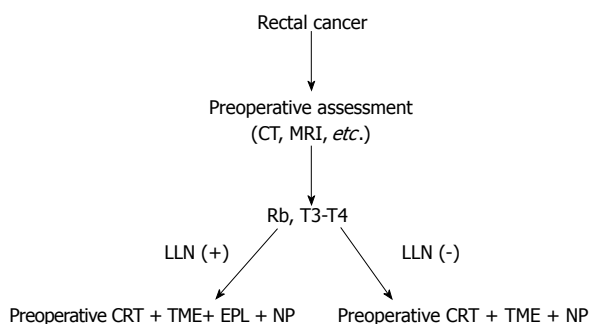 Rectal cancer
Preoperative assessment
(CT, MRI, etc.)
Rb, T3-T4
LLN (+)
LLN (-)
Preoperative CRT + TME+ EPL + NP
Preoperative CRT + TME + NP